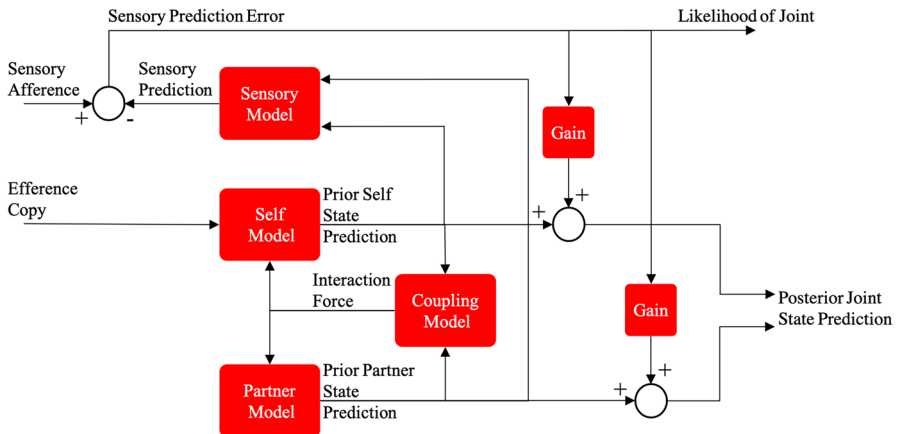 Sensory Prediction Error
Likelihood of Joint
Sensory
Afference
Sensory
Prediction
Sensory
Model
+
-
Gain
Efference
Copy
Self
Model
Prior Self
State
Prediction
+
+
Interaction
Force
Coupling
Model
Gain
Posterior Joint
State Prediction
Partner
Model
Prior Partner
State
Prediction
+
+